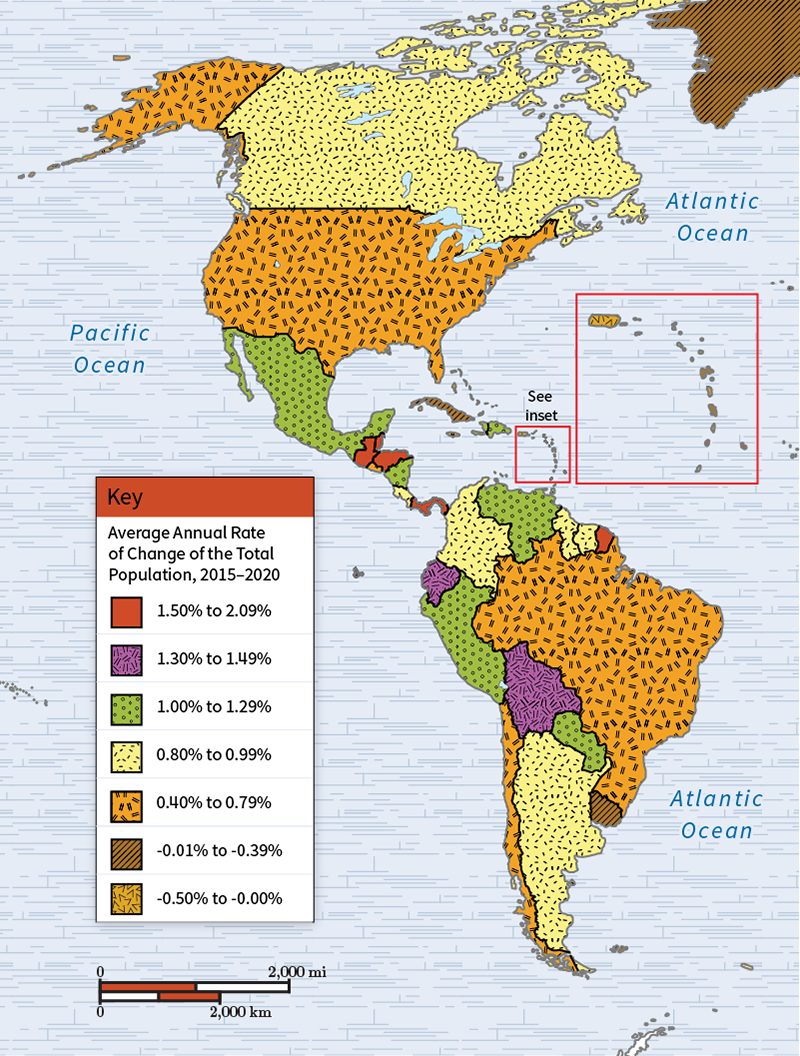 Atlantic
Ocean
Pacific
Ocean
See
inset
Key
Average Annual Rate
of Change of the Total
Population, 2015–2020
1.50% to 2.09%
1.30% to 1.49%
1.00% to 1.29%
0.80% to 0.99%
0.40% to 0.79%
-0.01% to -0.39%
-0.50% to -0.00%
Atlantic
Ocean
0 2,000 mi
0 2,000 km